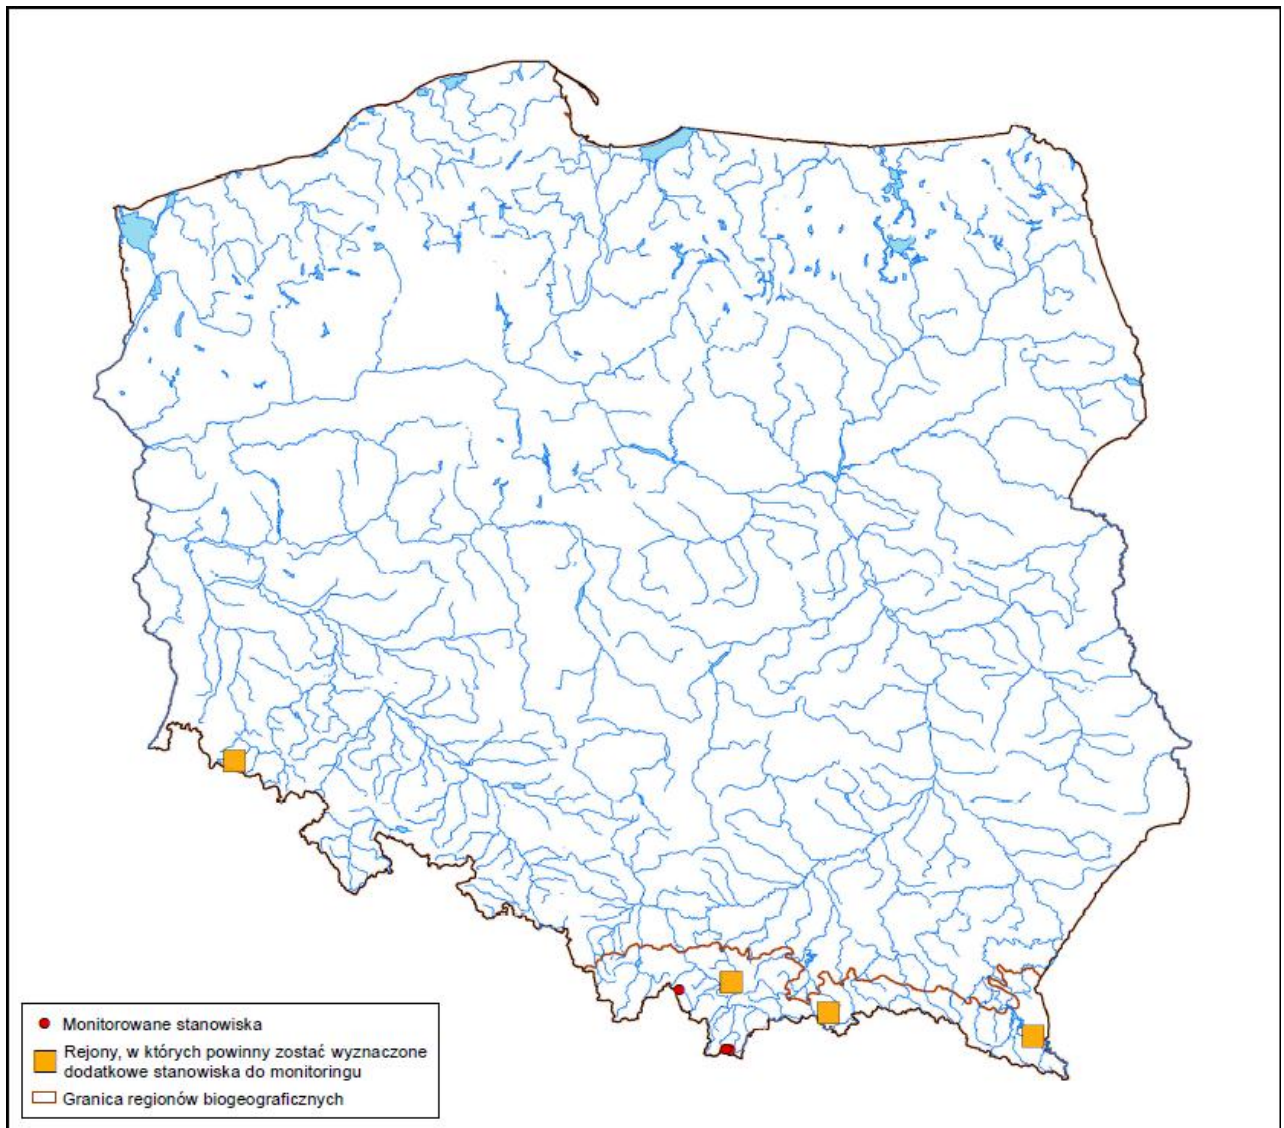 Monitorowane stanowiska
Rejony, w których powinny zostać wyznaczone
dodatkowe stanowiska do monitoringu
Granica regionów biogeograficznych